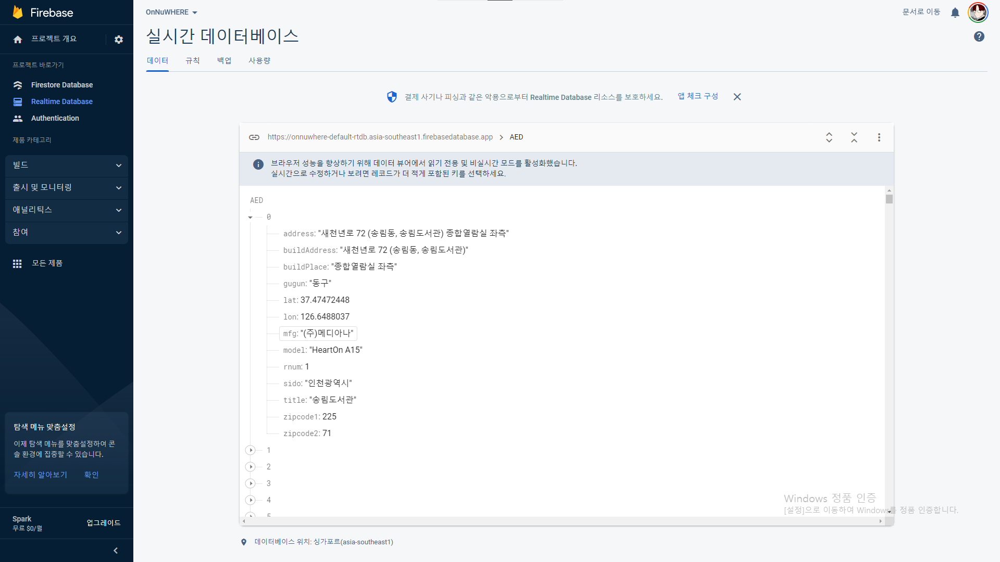 Firebase
프로젝트 개요
프로젝트 바로가기
Firestore Database
Realtime Database
Authentication
제품 카테고리
빌드
출시 및 모니터링
애널리틱스
참여
모든 제품
탐색 메뉴 맞춤설정
이제 탐색 메뉴를 맞춤설정하여 콘
솔 환경에 집중할 수 있습니다.
자세히 알아보기 확인
Spark
무료 $0/월
업그레이드
OnNuWHERE
문서로 이동
실시간 데이터베이스
데이터 규칙 백업 사용량
결제 사기나 피싱과 같은 악용으로부터 Realtime Database 리소스를 보호하세요. 앱 체크 구성
https://onnuwhere-default-rtdb.asia-southeast1.firebasedatabase.app AED
브라우저 성능을 향상하기 위해 데이터 뷰어에서 읽기 전용 및 비실시간 모드를 활성화했습니다.
실시간으로 수정하거나 보려면 레코드가 더 적게 포함된 키를 선택하세요.
AED
0
address: "새천년로 72 (송림동, 송림도서관) 종합열람실 좌측"
buildAddress: "새천년로 72 (송림동, 송림도서관)"
buildPlace: "종합열람실 좌측"
gugun: "동구"
lat: 37.47472448
lon: 126.6488037
mfg: "(주)메디아나"
model: "HeartOn A15"
rnum: 1
sido: "인천광역시"
title: "송림도서관"
zipcode1: 225
zipcode2: 71
1
2
3
4
5
Windows 정품 인증
[설정]으로 이동하여 Windows를 정품 인증합니다.
데이터베이스 위치: 싱가포르(asia-southeast1)